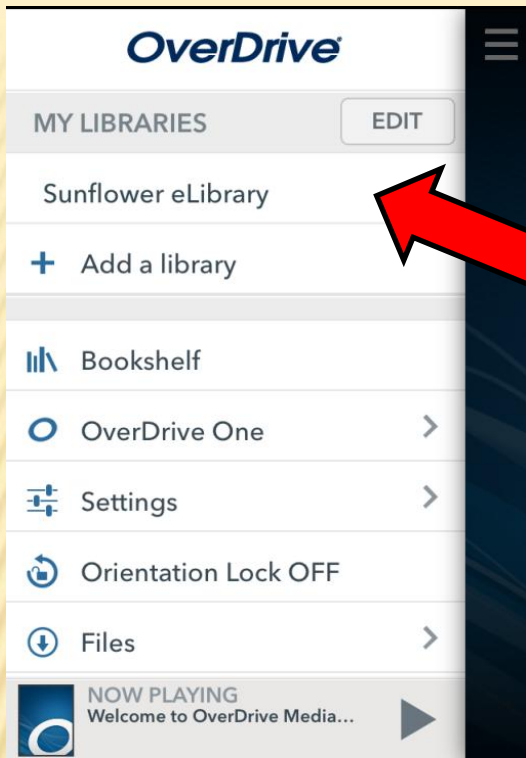 OverDrive
MY LIBRARIES EDIT
Sunflower eLibrary
+ Add a library
Bookshelf
OverDrive One
Settings
Orientation Lock OFF
Files
NOW PLAYING
Welcome to OverDrive Media...